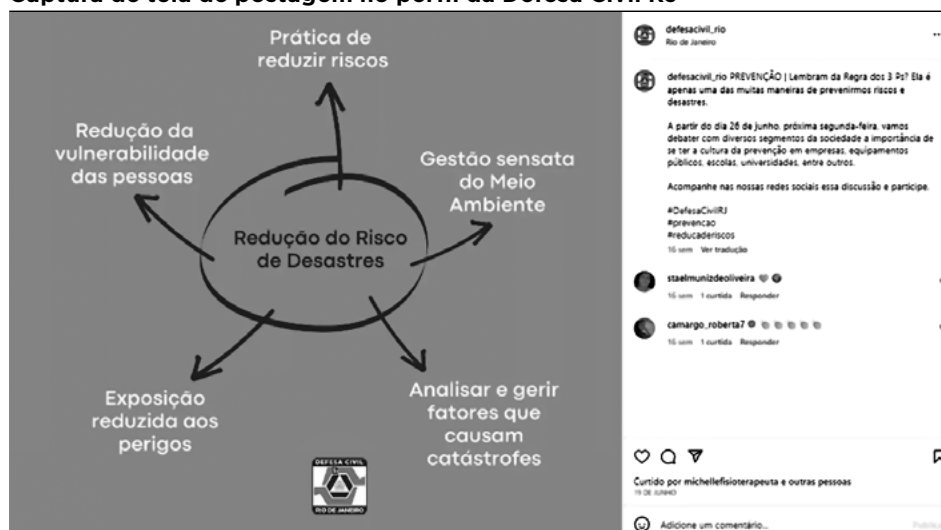 Captura de tela de postagem no perfil da Defesa Civil RJ
Prática de
reduzir riscos
Redução da
vulnerabilidade
das pessoas
Gestão sensata
do Meio
Ambiente
Redução do Risco
de Desastres
Exposição
reduzida aos
perigos
Analisar e gerir
fatores que
causam
catástrofes
DEFESA CIVIL
RIO DE JANEIRO
defesacivil_rio
Rio de Janeiro
defesacivil_rio PREVENÇÃO | Lembram da Regra dos 3 Ps? Ela é
apenas uma das muitas maneiras de prevenirmos riscos e
desastres.
A partir do dia 26 de junho, próxima segunda-feira, vamos
debater com diversos segmentos da sociedade a importância de
se ter a cultura da prevenção em empresas, equipamentos
públicos, escolas, universidades, entre outros.
Acompanhe nas nossas redes sociais essa discussão e participe.
#DefesaCivilRJ
#prevencao
#reducaderiscos
16 sem Ver tradução
staelmunizdeoliveira
16 sem 1 curtida Responder
camargo_roberta7
16 sem 1 curtida Responder
Curtido por michellefisioterapeuta e outras pessoas
19 DE JUNHO
Adicione um comentário...